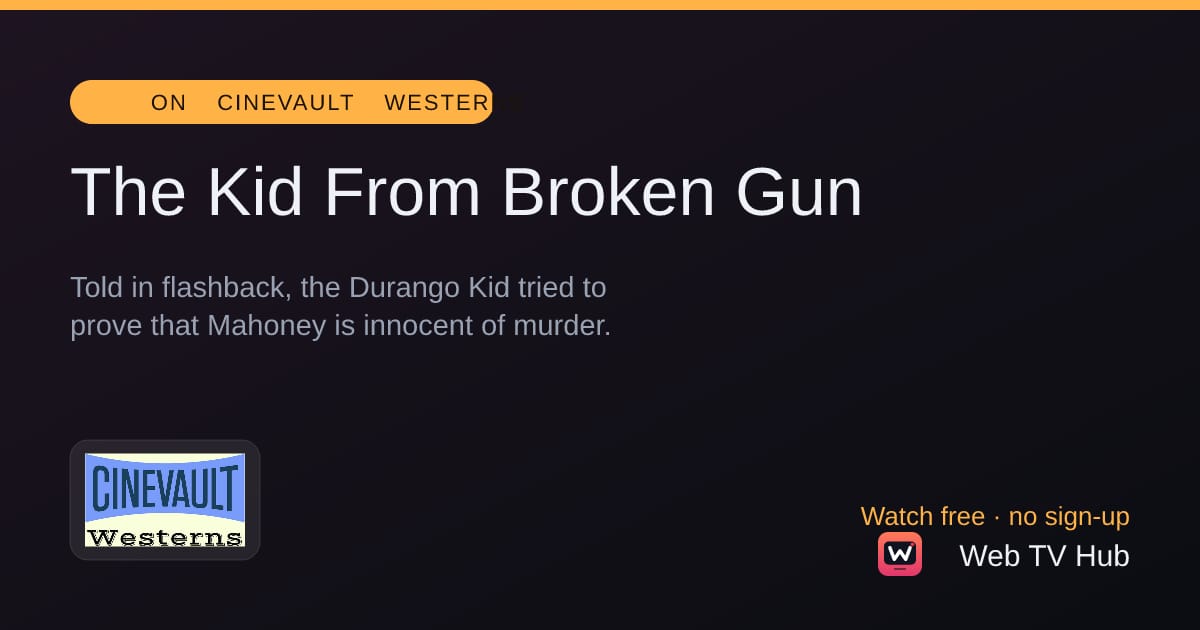 ON CINEVAULT WESTER
The Kid From Broken Gun
Told in flashback, the Durango Kid tried to
prove that Mahoney is innocent of murder.
CINEVAULT
Westerns
Watch free · no sign-up
W
Web TV Hub